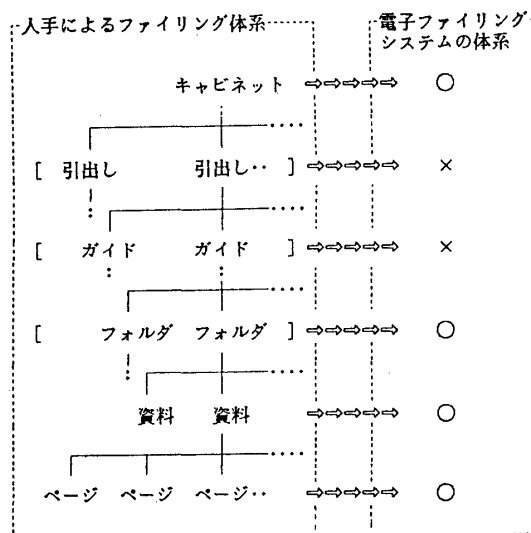 人手によるファイリング体系
電子ファイリング
システムの体系
キャビネット ⇨⇨⇨⇨⇨ ○
[ 引出し 引出し‥ ] ⇨⇨⇨⇨⇨ ×
[ ガイド ガイド ] ⇨⇨⇨⇨⇨ ×
[ フォルダ フォルダ ] ⇨⇨⇨⇨⇨ ○
資料 資料 ⇨⇨⇨⇨⇨ ○
ページ ページ ページ‥ ⇨⇨⇨⇨⇨ ○